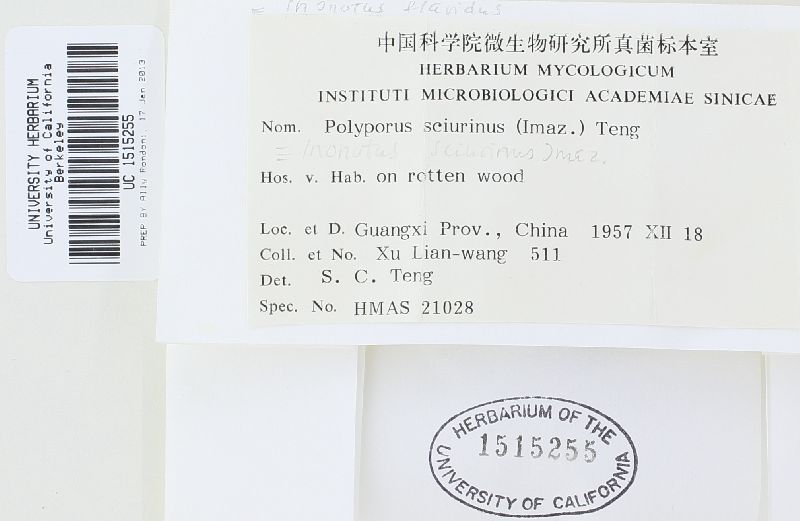 = Inonotus flavidus
中国科学院微生物研究所真菌标本室
HERBARIUM MYCOLOGICUM
INSTITUTI MICROBIOLOGICI ACADEMIAE SINICAE
Nom. Polyporus sciurinus (Imaz.) Teng
= Inonotus sciurinus Imaz.
Hos. v. Hab. on rotten wood
Loc. et D. Guangxi Prov., China 1957 XII 18
Coll. et No. Xu Lian-wang 511
Det. S. C. Teng
Spec. No. HMAS 21028
UNIVERSITY HERBARIUM
University of California
Berkeley
UC 1515255
PREP BY Ally Rondoni, 17 Jan 2013
HERBARIUM OF THE
1515255
UNIVERSITY OF CALIFORNIA